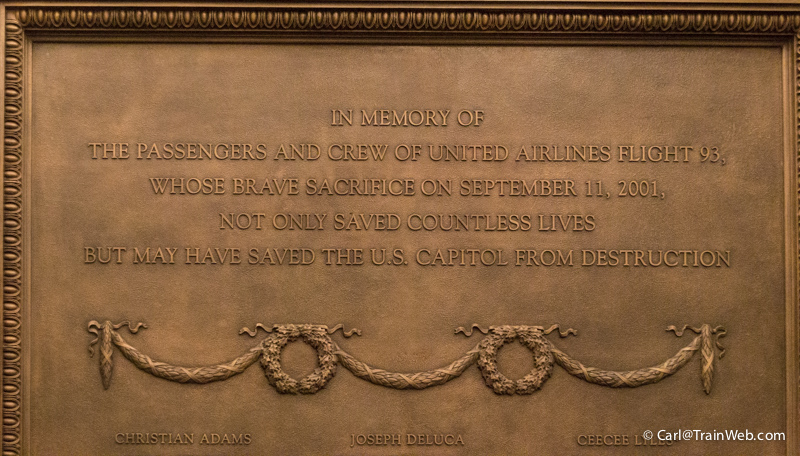 IN MEMORY OF
THE PASSENGERS AND CREW OF UNITED AIRLINES FLIGHT 93,
WHOSE BRAVE SACRIFICE ON SEPTEMBER 11, 2001,
NOT ONLY SAVED COUNTLESS LIVES
BUT MAY HAVE SAVED THE U.S. CAPITOL FROM DESTRUCTION
CHRISTIAN ADAMS JOSEPH DELUCA CEECEE
© Carl@TrainWeb.com